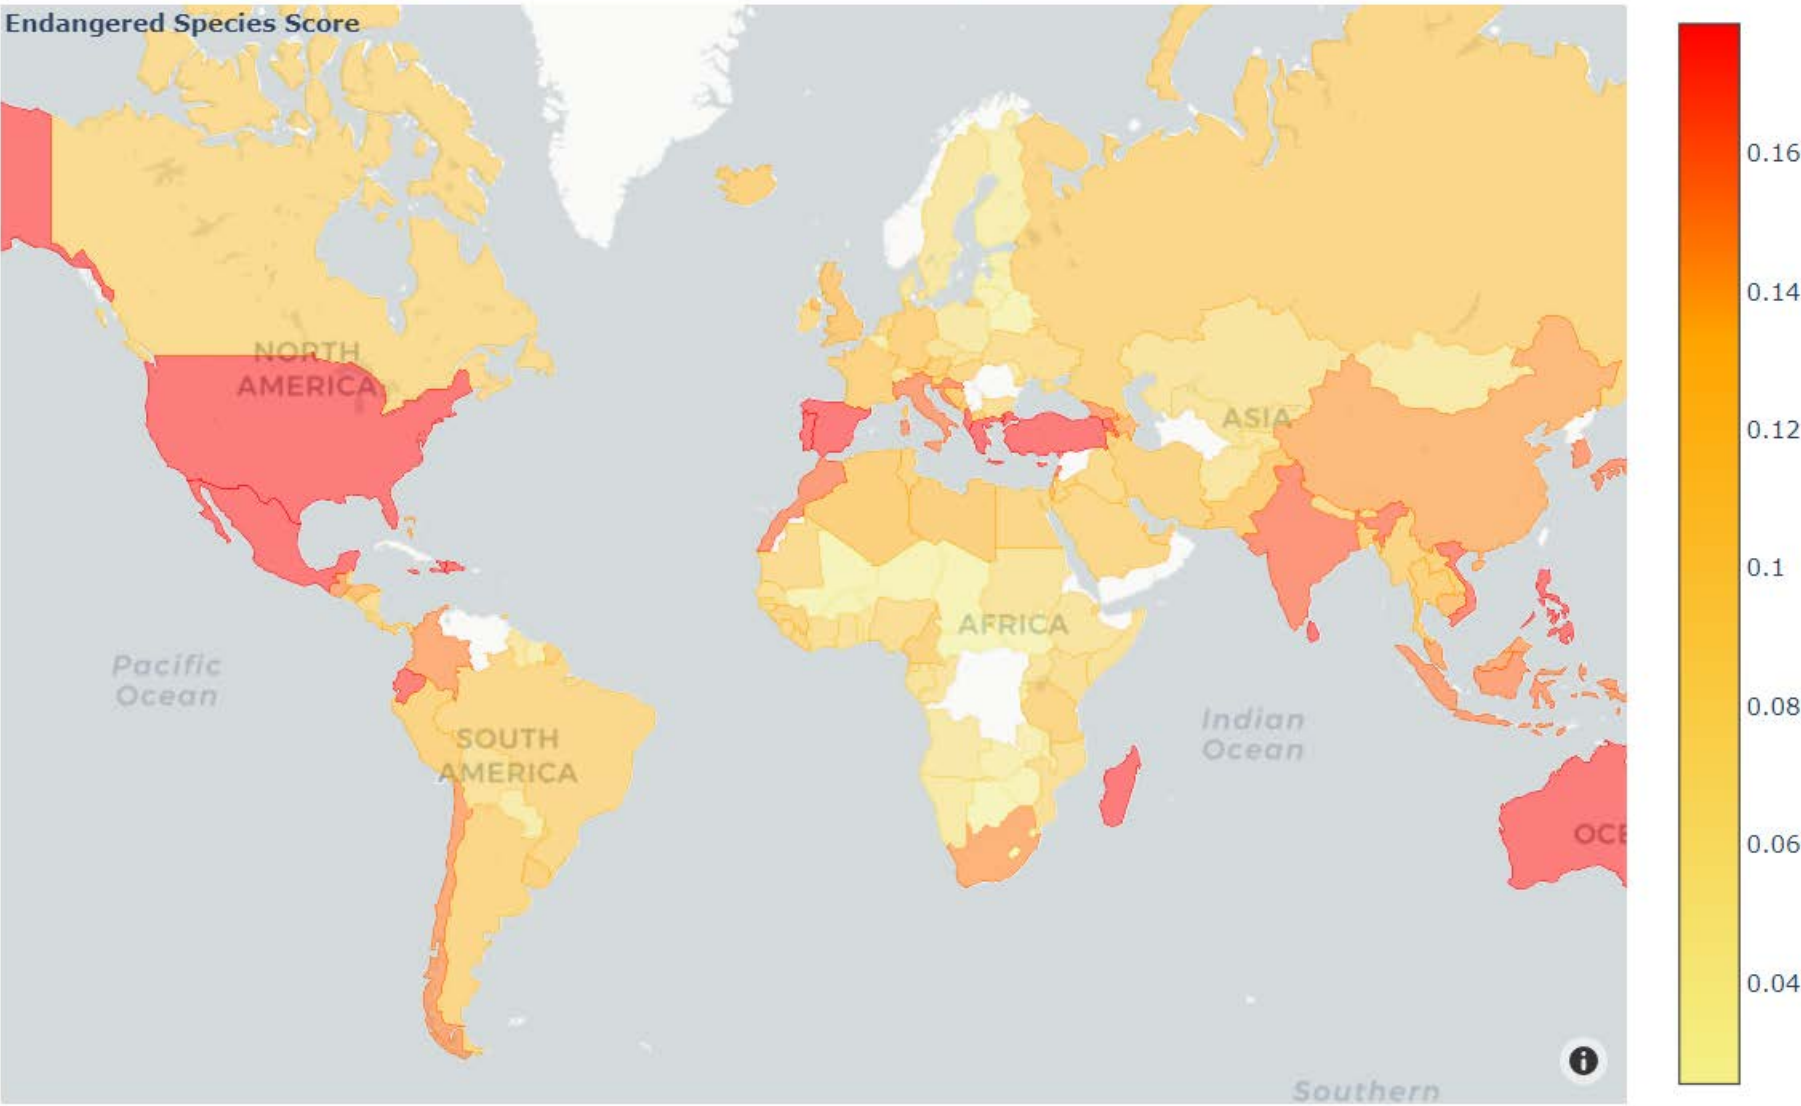 Endangered Species Score
NORTH
AMERICA
ASIA
AFRICA
Pacific
Ocean
SOUTH
AMERICA
Indian
Ocean
OCE
Southern
i
0.16
0.14
0.12
0.1
0.08
0.06
0.04